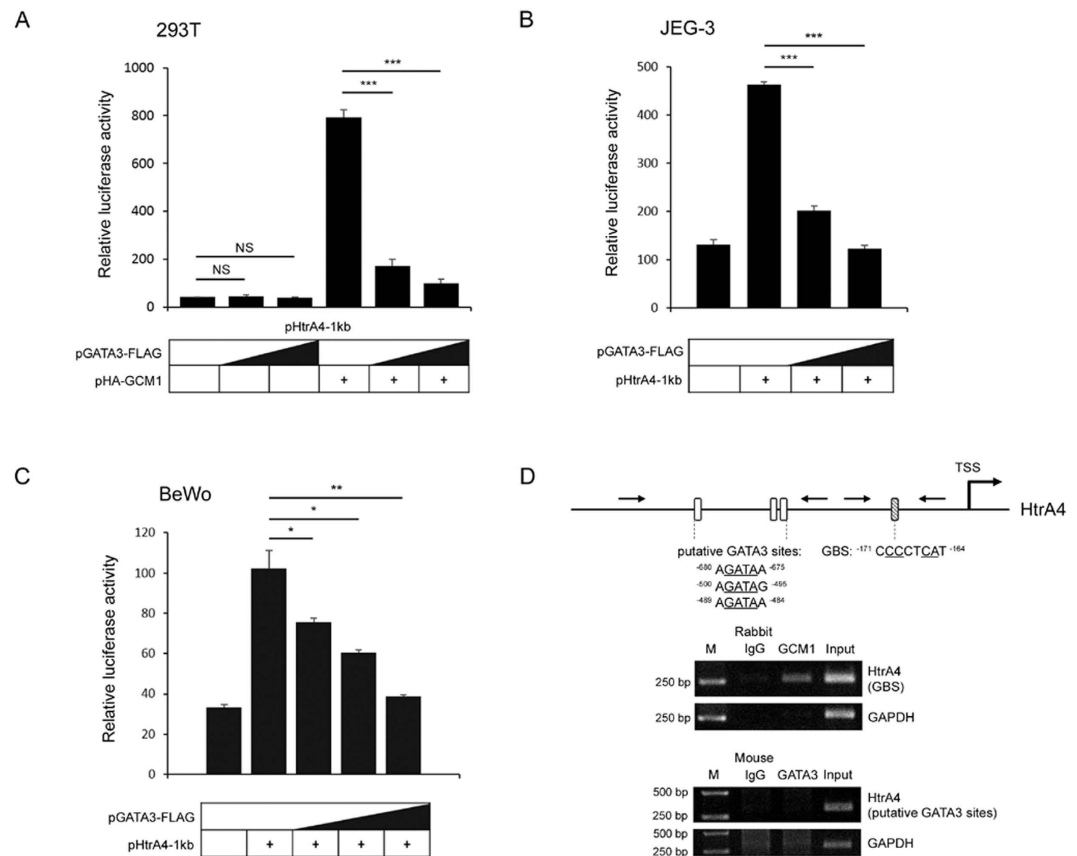 A
293T
Relative luciferase activity
1000
800
600
400
200
0
NS
NS
***
***
pHtrA4-1kb
pGATA3-FLAG
pHA-GCM1 + + +
B
JEG-3
Relative luciferase activity
500
400
300
200
100
0
***
***
pGATA3-FLAG
pHtrA4-1kb + + +
C
BeWo
Relative luciferase activity
120
100
80
60
40
20
0
**
*
*
pGATA3-FLAG
pHtrA4-1kb + + + +
D
TSS
HtrA4
putative GATA3 sites: GBS: -171 CCCCTCAT -164
-680 AGATAA -675
-500 AGATAG -495
-489 AGATAA -484
Rabbit
M IgG GCM1 Input
250 bp HtrA4
(GBS)
250 bp GAPDH
Mouse
M IgG GATA3 Input
500 bp HtrA4
250 bp (putative GATA3 sites)
500 bp GAPDH
250 bp